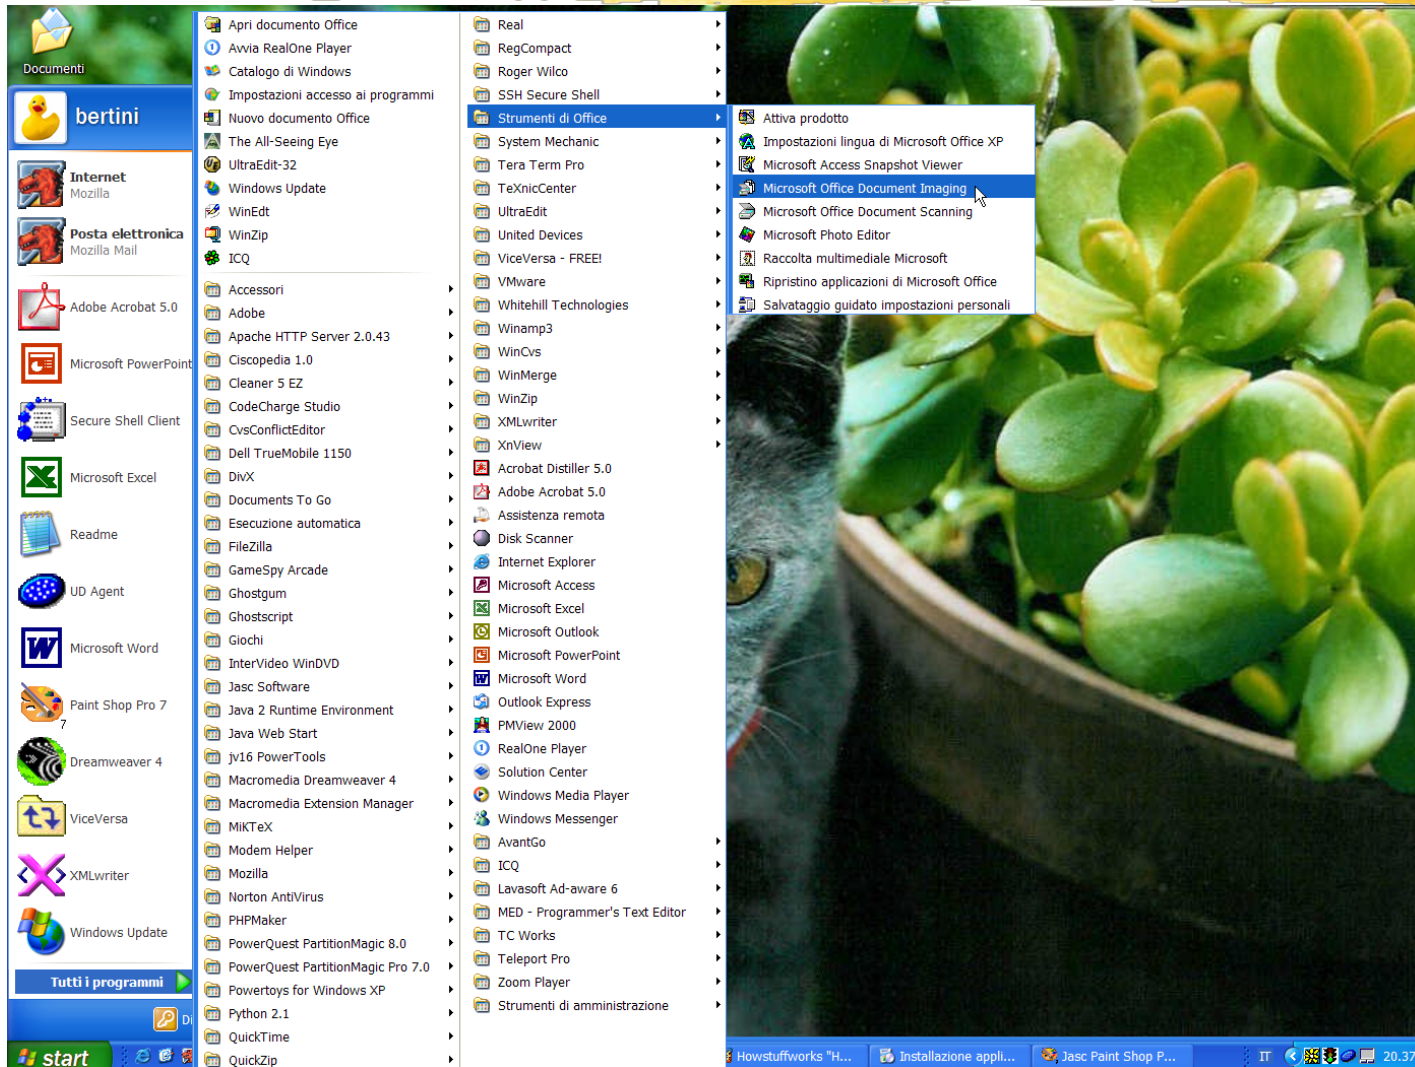 Documenti
bertini
Internet
Mozilla
Posta elettronica
Mozilla Mail
Adobe Acrobat 5.0
Microsoft PowerPoint
Secure Shell Client
Microsoft Excel
Readme
UD Agent
Microsoft Word
Paint Shop Pro 7
7
Dreamweaver 4
ViceVersa
XMLwriter
Windows Update
Tutti i programmi
Di
start
Apri documento Office
Avvia RealOne Player
Catalogo di Windows
Impostazioni accesso ai programmi
Nuovo documento Office
The All-Seeing Eye
UltraEdit-32
Windows Update
WinEdt
WinZip
ICQ
Accessori
Adobe
Apache HTTP Server 2.0.43
Ciscopedia 1.0
Cleaner 5 EZ
CodeCharge Studio
CvsConflictEditor
Dell TrueMobile 1150
DivX
Documents To Go
Esecuzione automatica
FileZilla
GameSpy Arcade
Ghostgum
Ghostscript
Giochi
InterVideo WinDVD
Jasc Software
Java 2 Runtime Environment
Java Web Start
jv16 PowerTools
Macromedia Dreamweaver 4
Macromedia Extension Manager
MiKTeX
Modem Helper
Mozilla
Norton AntiVirus
PHPMaker
PowerQuest PartitionMagic 8.0
PowerQuest PartitionMagic Pro 7.0
Powertoys for Windows XP
Python 2.1
QuickTime
QuickZip
Real
RegCompact
Roger Wilco
SSH Secure Shell
Strumenti di Office
System Mechanic
Tera Term Pro
TeXnicCenter
UltraEdit
United Devices
ViceVersa - FREE!
VMware
Whitehill Technologies
Winamp3
WinCvs
WinMerge
WinZip
XMLwriter
XnView
Acrobat Distiller 5.0
Adobe Acrobat 5.0
Assistenza remota
Disk Scanner
Internet Explorer
Microsoft Access
Microsoft Excel
Microsoft Outlook
Microsoft PowerPoint
Microsoft Word
Outlook Express
PMView 2000
RealOne Player
Solution Center
Windows Media Player
Windows Messenger
AvantGo
ICQ
Lavasoft Ad-aware 6
MED - Programmer's Text Editor
TC Works
Teleport Pro
Zoom Player
Strumenti di amministrazione
Attiva prodotto
Impostazioni lingua di Microsoft Office XP
Microsoft Access Snapshot Viewer
Microsoft Office Document Imaging
Microsoft Office Document Scanning
Microsoft Photo Editor
Raccolta multimediale Microsoft
Ripristino applicazioni di Microsoft Office
Salvataggio guidato impostazioni personali
Howstuffworks "H...
Installazione appli...
Jasc Paint Shop P...
IT
20.37